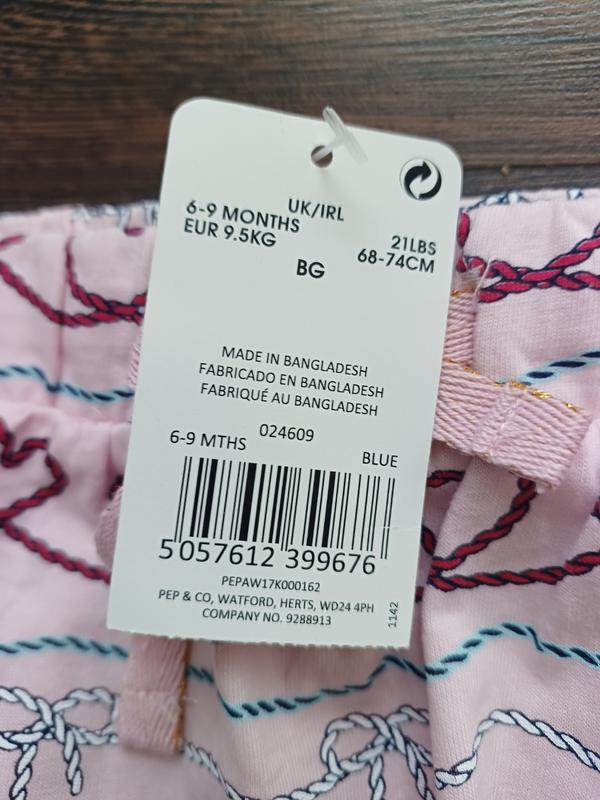 UK/IRL
6-9 MONTHS 21LBS
EUR 9.5KG 68-74CM
BG
MADE IN BANGLADESH
FABRICADO EN BANGLADESH
FABRIQUÉ AU BANGLADESH
024609
6-9 MTHS BLUE
5 057612 399676
PEPAW17K000162
PEP & CO, WATFORD, HERTS, WD24 4PH
COMPANY NO. 9288913
1142